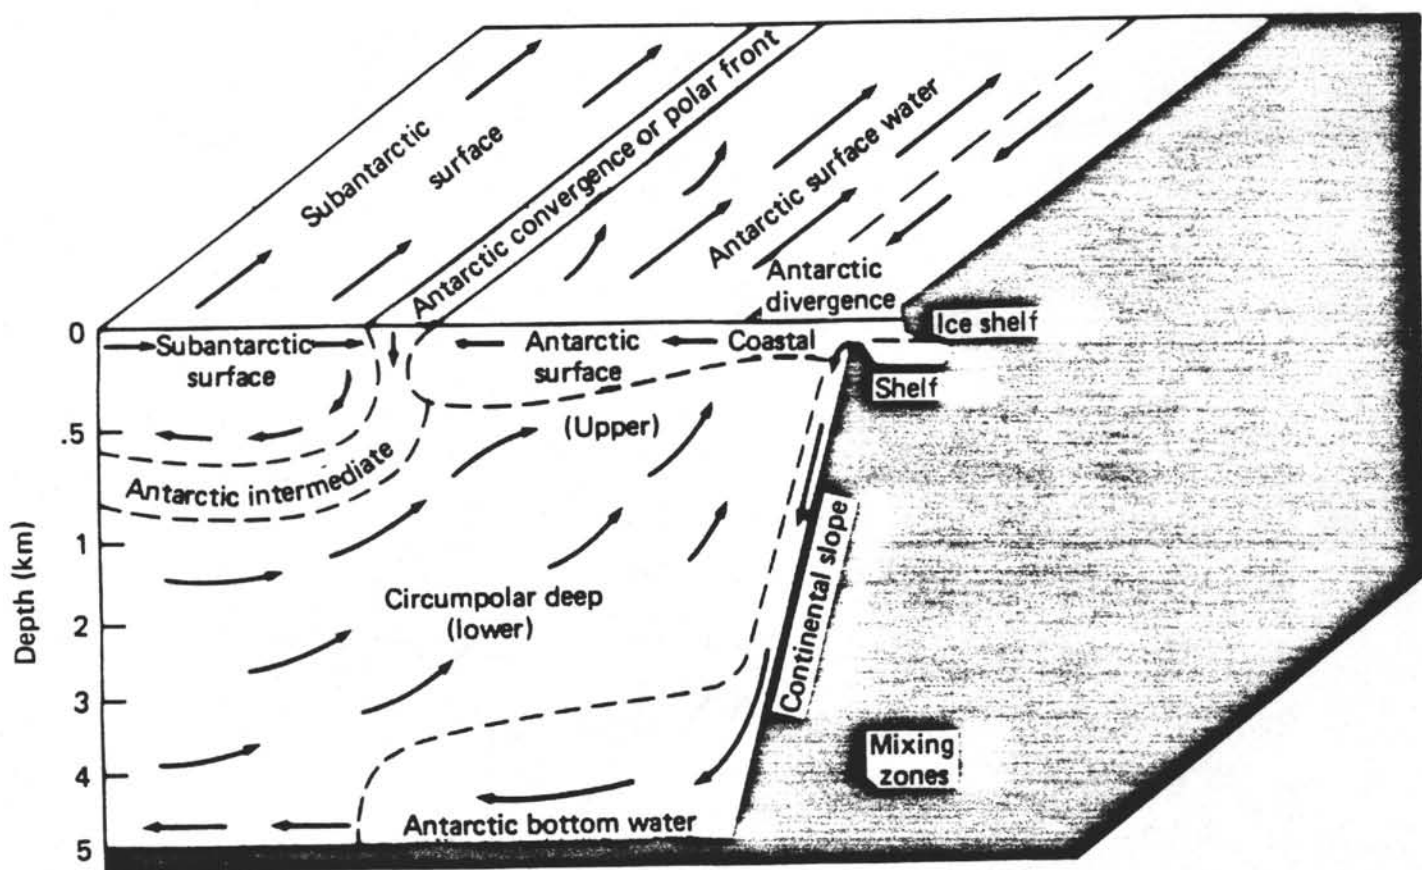 Subantarctic
surface
Antarctic convergence or polar front
Antarctic surface water
Antarctic
divergence
0
Subantarctic
surface
Antarctic
surface
Coastal
Ice shelf
Shelf
.5
(Upper)
Antarctic intermediate
1
Depth (km)
Circumpolar deep
(lower)
2
Continental slope
3
Mixing
zones
4
Antarctic bottom water
5